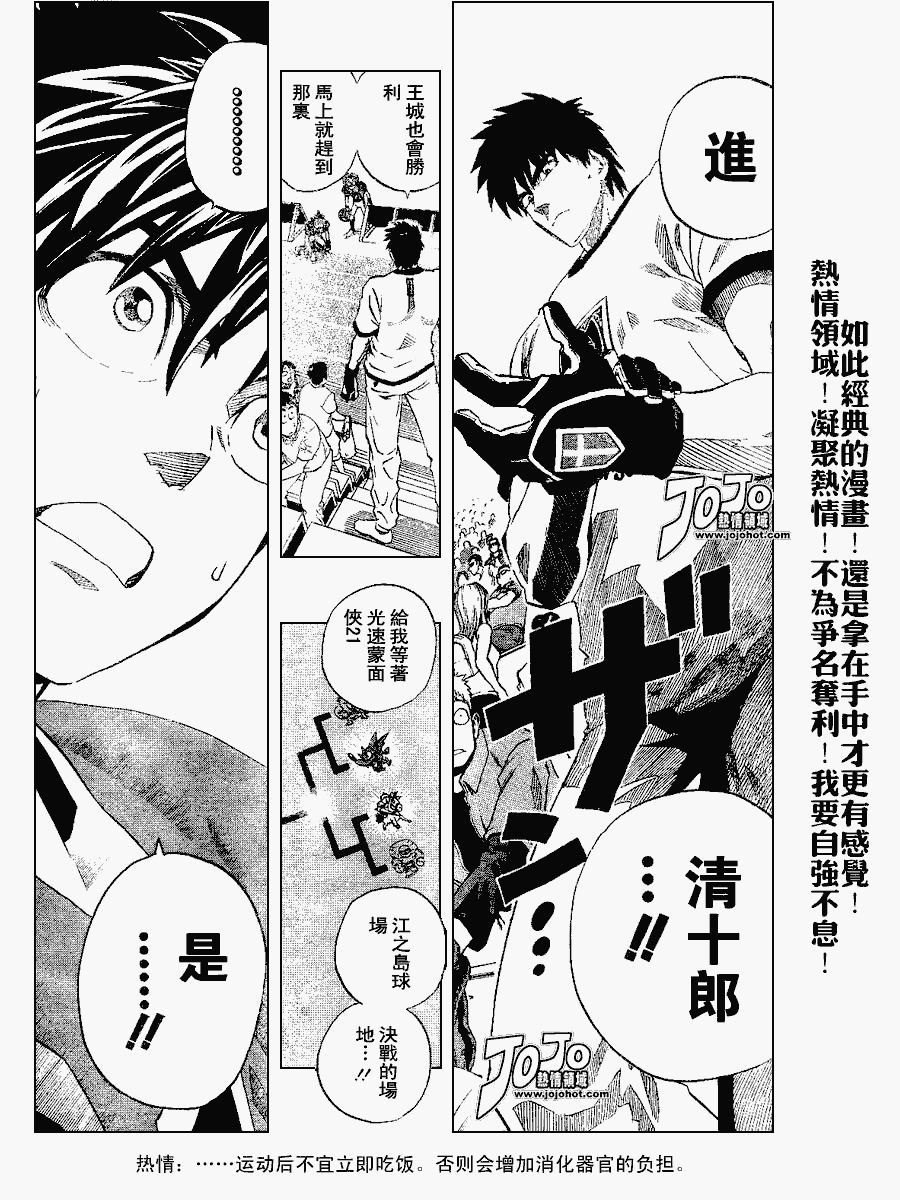 進
清十郎
…!!
ザンッ
王城也會勝
利
馬上就趕到
那裏
給我等著
光速蒙面
俠21
江之島球
場
決戰的場
地…!!
………
是
……!!
如此經典的漫畫！還是拿在手中才更有感覺！
熱情領域！凝聚熱情！不為爭名奪利！我要自強不息！
JOJO
熱情領域
www.jojohot.com
JOJO
熱情領域
www.jojohot.com
热情：……运动后不宜立即吃饭。否则会增加消化器官的负担。